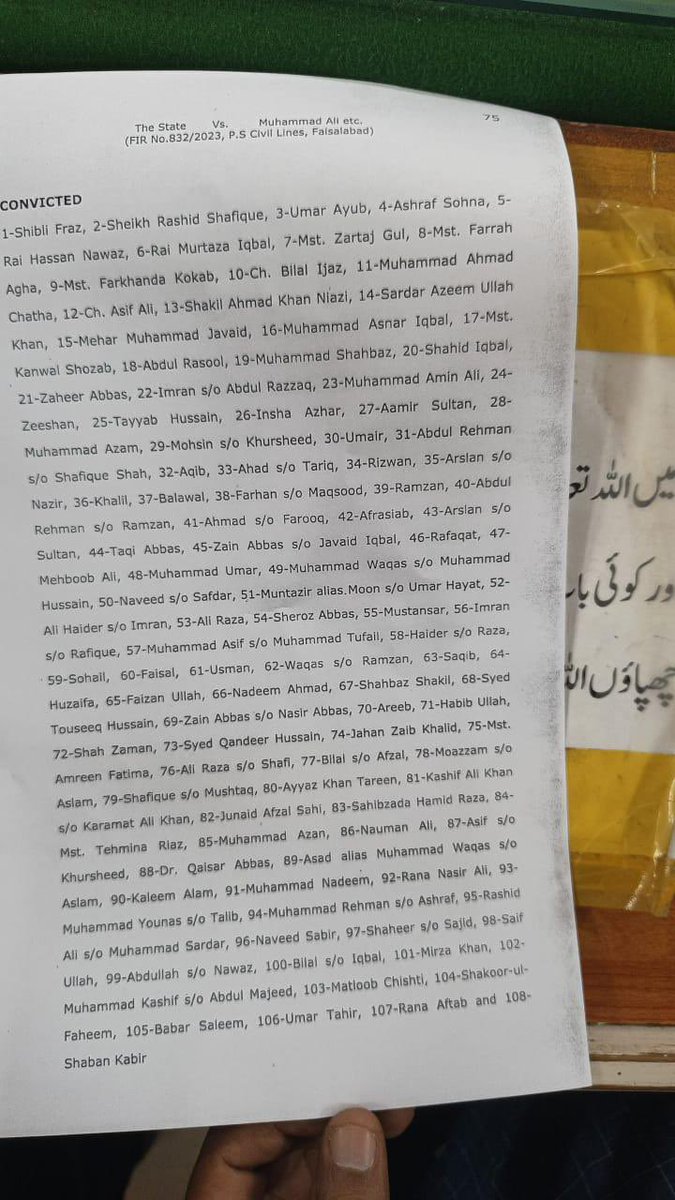 The State Vs. Muhammad Ali etc. 75
(FIR No.832/2023, P.S Civil Lines, Faisalabad)
CONVICTED
1-Shibli Fraz, 2-Sheikh Rashid Shafique, 3-Umar Ayub, 4-Ashraf Sohna, 5-
Rai Hassan Nawaz, 6-Rai Murtaza Iqbal, 7-Mst. Zartaj Gul, 8-Mst. Farrah
Agha, 9-Mst. Farkhanda Kokab, 10-Ch. Bilal Ijaz, 11-Muhammad Ahmad
Chatha, 12-Ch. Asif Ali, 13-Shakil Ahmad Khan Niazi, 14-Sardar Azeem Ullah
Khan, 15-Mehar Muhammad Javaid, 16-Muhammad Asnar Iqbal, 17-Mst.
Kanwal Shozab, 18-Abdul Rasool, 19-Muhammad Shahbaz, 20-Shahid Iqbal,
21-Zaheer Abbas, 22-Imran s/o Abdul Razzaq, 23-Muhammad Amin Ali, 24-
Zeeshan, 25-Tayyab Hussain, 26-Insha Azhar, 27-Aamir Sultan, 28-
Muhammad Azam, 29-Mohsin s/o Khursheed, 30-Umair, 31-Abdul Rehman
s/o Shafique Shah, 32-Aqib, 33-Ahad s/o Tariq, 34-Rizwan, 35-Arslan s/o
Nazir, 36-Khalil, 37-Balawal, 38-Farhan s/o Maqsood, 39-Ramzan, 40-Abdul
Rehman s/o Ramzan, 41-Ahmad s/o Farooq, 42-Afrasiab, 43-Arslan s/o
Sultan, 44-Taqi Abbas, 45-Zain Abbas s/o Javaid Iqbal, 46-Rafaqat, 47-
Mehboob Ali, 48-Muhammad Umar, 49-Muhammad Waqas s/o Muhammad
Hussain, 50-Naveed s/o Safdar, 51-Muntazir alias.Moon s/o Umar Hayat, 52-
Ali Haider s/o Imran, 53-Ali Raza, 54-Sheroz Abbas, 55-Mustansar, 56-Imran
s/o Rafique, 57-Muhammad Asif s/o Muhammad Tufail, 58-Haider s/o Raza,
59-Sohail, 60-Faisal, 61-Usman, 62-Waqas s/o Ramzan, 63-Saqib, 64-
Huzaifa, 65-Faizan Ullah, 66-Nadeem Ahmad, 67-Shahbaz Shakil, 68-Syed
Touseeq Hussain, 69-Zain Abbas s/o Nasir Abbas, 70-Areeb, 71-Habib Ullah,
72-Shah Zaman, 73-Syed Qandeer Hussain, 74-Jahan Zaib Khalid, 75-Mst.
Amreen Fatima, 76-Ali Raza s/o Shafi, 77-Bilal s/o Afzal, 78-Moazzam s/o
Aslam, 79-Shafique s/o Mushtaq, 80-Ayyaz Khan Tareen, 81-Kashif Ali Khan
s/o Karamat Ali Khan, 82-Junaid Afzal Sahi, 83-Sahibzada Hamid Raza, 84-
Mst. Tehmina Riaz, 85-Muhammad Azan, 86-Nauman Ali, 87-Asif s/o
Khursheed, 88-Dr. Qaisar Abbas, 89-Asad alias Muhammad Waqas s/o
Aslam, 90-Kaleem Alam, 91-Muhammad Nadeem, 92-Rana Nasir Ali, 93-
Muhammad Younas s/o Talib, 94-Muhammad Rehman s/o Ashraf, 95-Rashid
Ali s/o Muhammad Sardar, 96-Naveed Sabir, 97-Shaheer s/o Sajid, 98-Saif
Ullah, 99-Abdullah s/o Nawaz, 100-Bilal s/o Iqbal, 101-Mirza Khan, 102-
Muhammad Kashif s/o Abdul Majeed, 103-Matloob Chishti, 104-Shakoor-ul-
Faheem, 105-Babar Saleem, 106-Umar Tahir, 107-Rana Aftab and 108-
Shaban Kabir
میں اللہ
ور کوئی
چھپاؤں